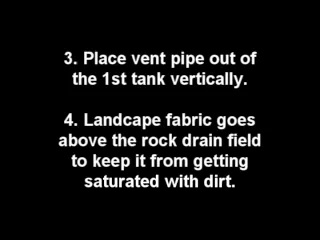 3. Place vent pipe out of
the 1st tank vertically.
4. Landcape fabric goes
above the rock drain field
to keep it from getting
saturated with dirt.